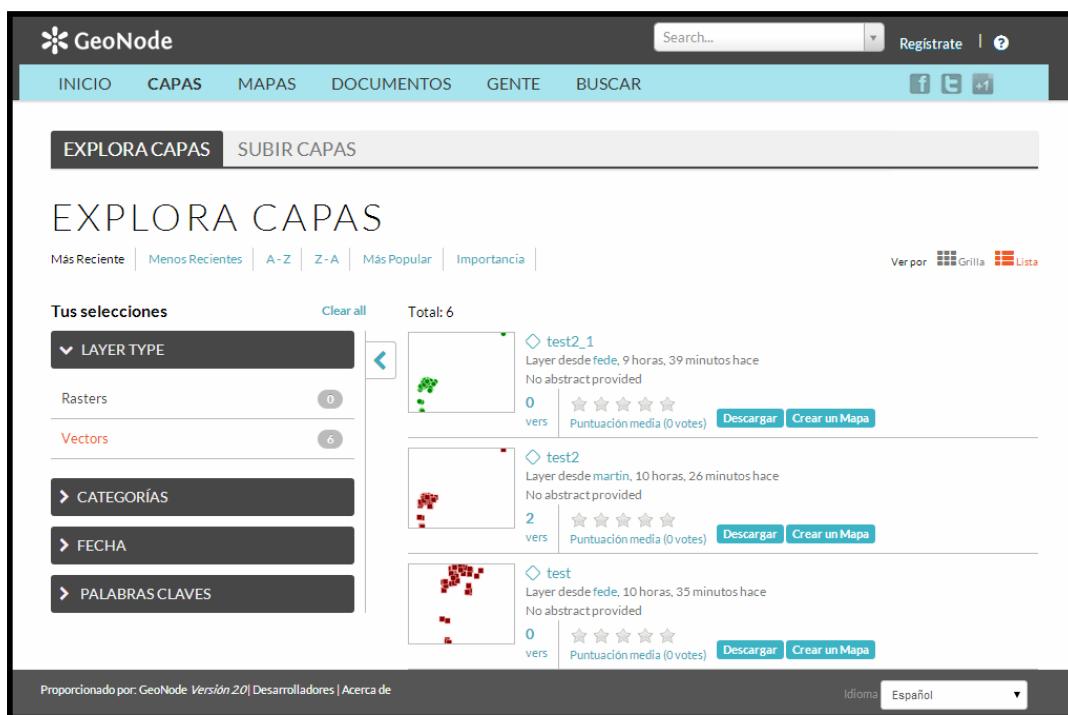 GeoNode
Search...
Regístrate | ?
INICIO CAPAS MAPAS DOCUMENTOS GENTE BUSCAR
f t +1
EXPLORA CAPAS SUBIR CAPAS
EXPLORA CAPAS
Más Reciente Menos Recientes A - Z Z - A Más Popular Importancia
Ver por Grilla Lista
Tus selecciones Clear all
Total: 6
LAYER TYPE
Rasters 0
Vectors 6
CATEGORÍAS
FECHA
PALABRAS CLAVES
test2_1
Layer desde fede, 9 horas, 39 minutos hace
No abstract provided
0
vers Puntuación media (0 votes) Descargar Crear un Mapa
test2
Layer desde martin, 10 horas, 26 minutos hace
No abstract provided
2
vers Puntuación media (0 votes) Descargar Crear un Mapa
test
Layer desde fede, 10 horas, 35 minutos hace
No abstract provided
0
vers Puntuación media (0 votes) Descargar Crear un Mapa
Proporcionado por: GeoNode Versión 2.0| Desarrolladores | Acerca de
Idioma Español